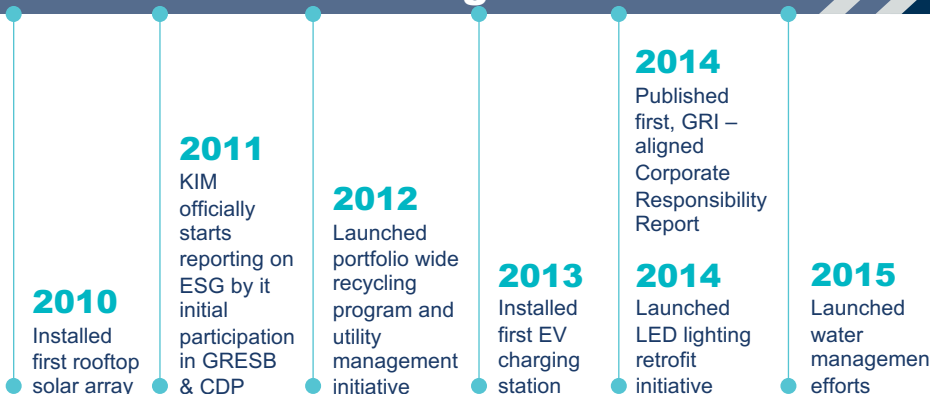 2010
Installed
first rooftop
solar array
2011
KIM
officially
starts
reporting on
ESG by it
initial
participation
in GRESB
& CDP
2012
Launched
portfolio wide
recycling
program and
utility
management
initiative
2013
Installed
first EV
charging
station
2014
Published
first, GRI –
aligned
Corporate
Responsibility
Report
2014
Launched
LED lighting
retrofit
initiative
2015
Launched
water
managemen
efforts